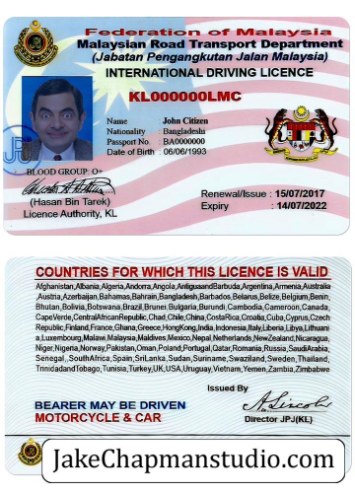 Federation of Malaysia
Malaysian Road Transport Department
(Jabatan Pengangkutan Jalan Malaysia)
INTERNATIONAL DRIVING LICENCE
KL000000LMC
Name : John Citizen
Nationality : Bangladeshi
Passport No. : BA0000000
Date of Birth : 06/06/1993
BLOOD GROUP: O+
(Hasan Bin Tarek)
Licence Authority, KL
Renewal/Issue : 15/07/2017
Expiry : 14/07/2022
COUNTRIES FOR WHICH THIS LICENCE IS VALID
Afghanistan,Albania,Algeria,Andorra,Angola,AntiguaandBarbuda,Argentina,Armenia,Australia
,Austria,Azerbaijan,Bahamas,Bahrain,Bangladesh,Barbados,Belarus,Belize,Belgium,Benin,
Bhutan,Bolivia,Botswana,Brazil,Brunei,Bulgaria,Burundi,Cambodia,Cameroon,Canada,
CapeVerde,CentralAfricanRepublic,Chad,Chile,China,CostaRica,Croatia,Cuba,Cyprus,Czech
Republic,Finland,France,Ghana,Greece,HongKong,India,Indonesia,Italy,Liberia,Libya,Lithuani
a,Luxembourg,Malawi,Malaysia,Maldives,Mexico,Nepal,Netherlands,NewZealand,Nicaragua,
Niger,Nigeria,Norway,Pakistan,Oman,Poland,Portugal,Qatar,Romania,Russia,SaudiArabia,
Senegal,,SouthAfrica,Spain,SriLanka,Sudan,Suriname,Swaziland,Sweden,Thailand,
TrinidadandTobago,Tunisia,Turkey,UK,USA,Uruguay,Vietnam,Yemen,Zambia,Zimbabwe
Issued By
BEARER MAY BE DRIVEN
MOTORCYCLE & CAR
A. Lincoln
Director JPJ(KL)
JakeChapmanstudio.com